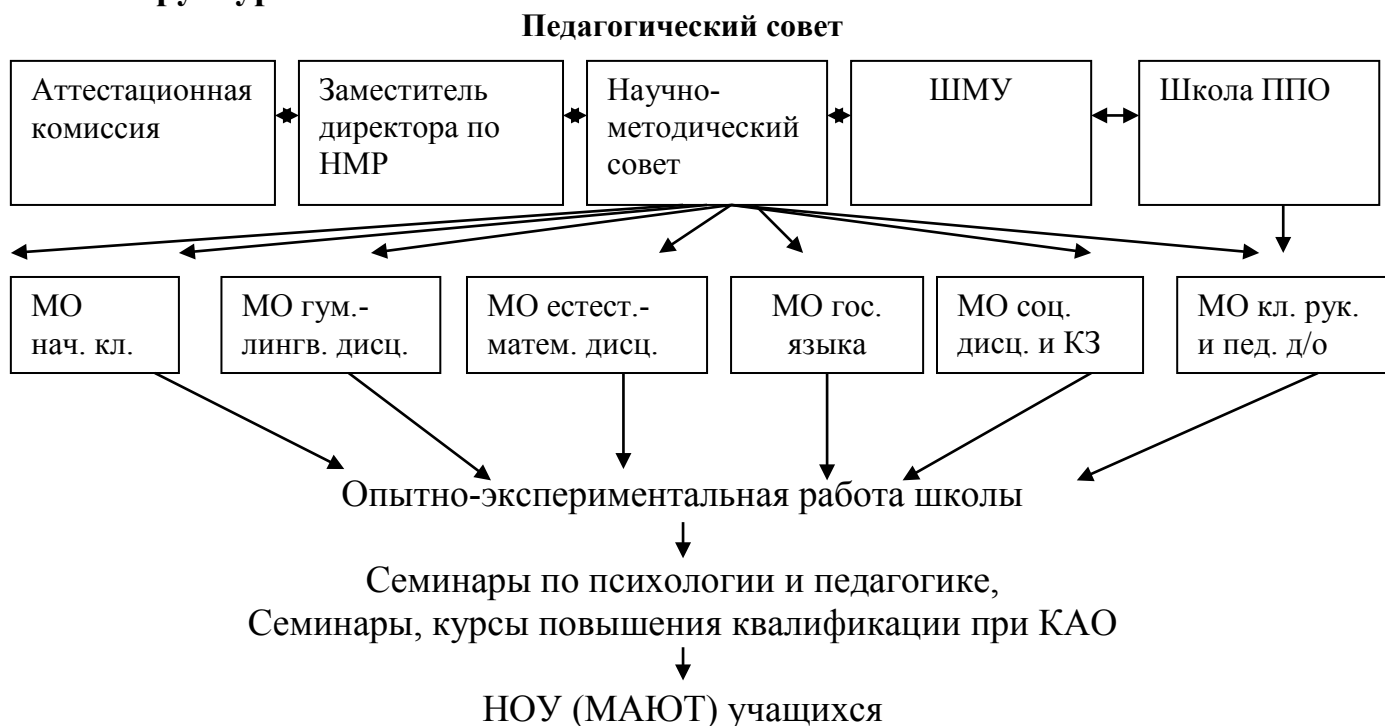 Педагогический совет
Аттестационная
комиссия
Заместитель
директора по
НМР
Научно-
методический
совет
ШМУ
Школа ППО
МО
нач. кл.
МО гум.-
лингв. дисц.
МО естест.-
матем. дисц.
МО гос.
языка
МО соц.
дисц. и КЗ
МО кл. рук.
и пед. д/о
Опытно-экспериментальная работа школы
Семинары по психологии и педагогике,
Семинары, курсы повышения квалификации при КАО
НОУ (МАЮТ) учащихся